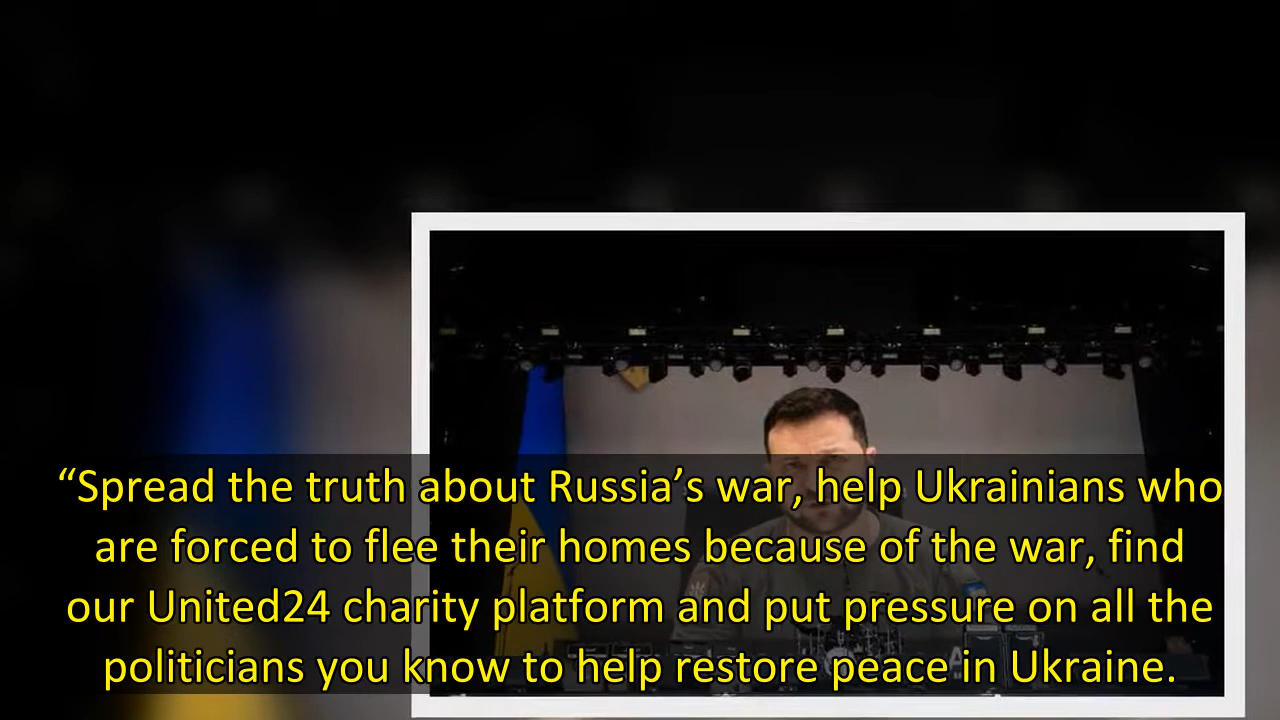 “Spread the truth about Russia’s war, help Ukrainians who
are forced to flee their homes because of the war, find
our United24 charity platform and put pressure on all the
politicians you know to help restore peace in Ukraine.